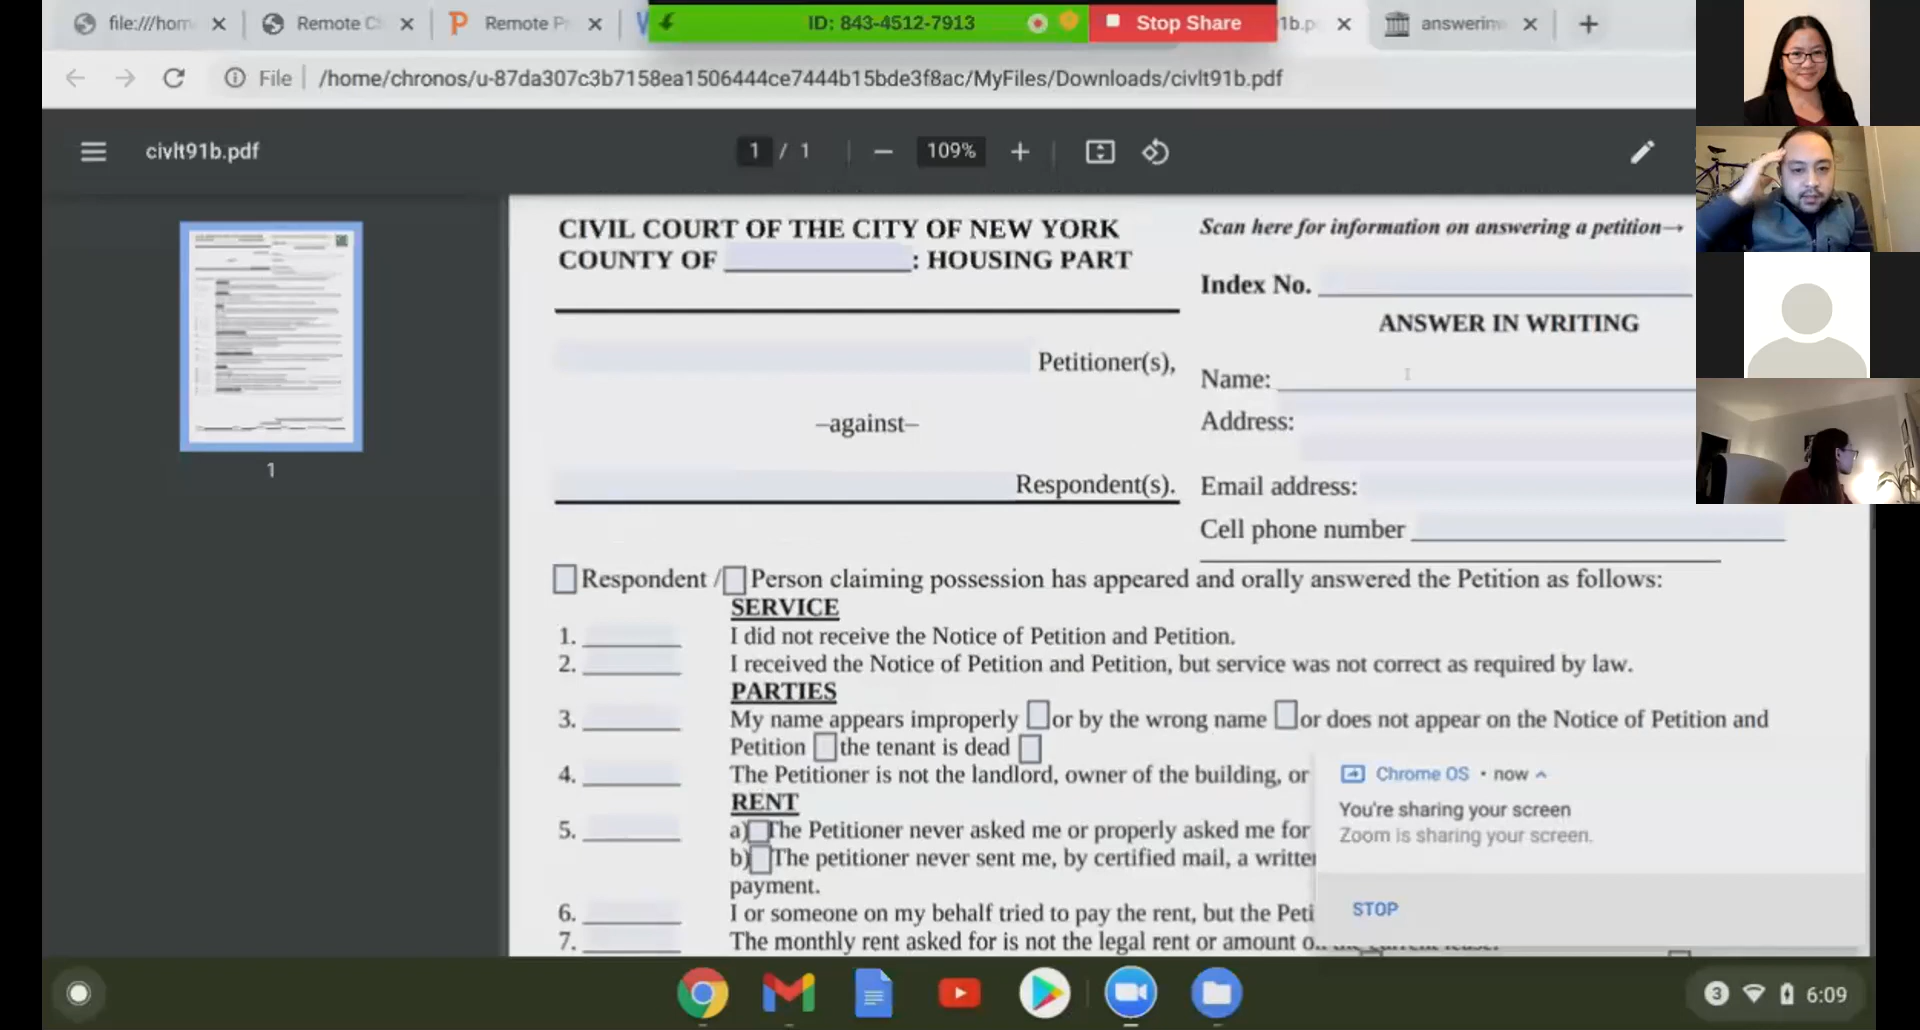 file:///hom
Remote C
Remote P
ID: 843-4512-7913
Stop Share
1b.p
answerin
File
/home/chronos/u-87da307c3b7158ea1506444ce7444b15bde3f8ac/MyFiles/Downloads/civlt91b.pdf
civlt91b.pdf
1 / 1
109%
1
CIVIL COURT OF THE CITY OF NEW YORK
COUNTY OF : HOUSING PART
Scan here for information on answering a petition→
Index No.
ANSWER IN WRITING
Petitioner(s),
Name:
–against–
Address:
Respondent(s).
Email address:
Cell phone number
Respondent / Person claiming possession has appeared and orally answered the Petition as follows:
SERVICE
1. I did not receive the Notice of Petition and Petition.
2. I received the Notice of Petition and Petition, but service was not correct as required by law.
PARTIES
3. My name appears improperly or by the wrong name or does not appear on the Notice of Petition and
Petition the tenant is dead
4. The Petitioner is not the landlord, owner of the building, or
RENT
5. a) The Petitioner never asked me or properly asked me for
b) The petitioner never sent me, by certified mail, a written
payment.
6. I or someone on my behalf tried to pay the rent, but the Peti
7. The monthly rent asked for is not the legal rent or amount
Chrome OS • now
You're sharing your screen
Zoom is sharing your screen.
STOP
3
6:09